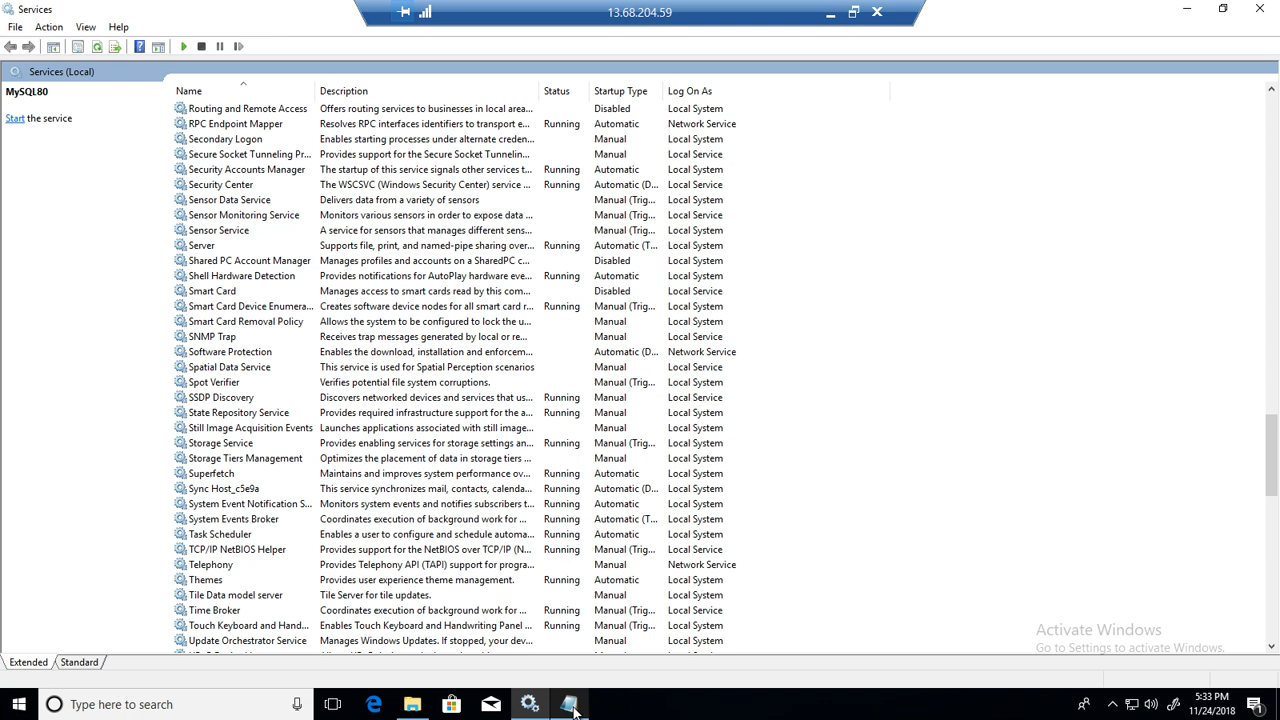 Services
13.68.204.59
File Action View Help
Services (Local)
MySQL80
Start the service
Name Description Status Startup Type Log On As
Routing and Remote Access Offers routing services to businesses in local area... Disabled Local System
RPC Endpoint Mapper Resolves RPC interfaces identifiers to transport e... Running Automatic Network Service
Secondary Logon Enables starting processes under alternate creden... Manual Local System
Secure Socket Tunneling Pr... Provides support for the Secure Socket Tunnelin... Manual Local Service
Security Accounts Manager The startup of this service signals other services t... Running Automatic Local System
Security Center The WSCSVC (Windows Security Center) service ... Running Automatic (D... Local Service
Sensor Data Service Delivers data from a variety of sensors Manual (Trig... Local System
Sensor Monitoring Service Monitors various sensors in order to expose data ... Manual (Trig... Local Service
Sensor Service A service for sensors that manages different sens... Manual (Trig... Local System
Server Supports file, print, and named-pipe sharing over... Running Automatic (T... Local System
Shared PC Account Manager Manages profiles and accounts on a SharedPC c... Disabled Local System
Shell Hardware Detection Provides notifications for AutoPlay hardware eve... Running Automatic Local System
Smart Card Manages access to smart cards read by this com... Disabled Local Service
Smart Card Device Enumera... Creates software device nodes for all smart card r... Running Manual (Trig... Local System
Smart Card Removal Policy Allows the system to be configured to lock the u... Manual Local System
SNMP Trap Receives trap messages generated by local or re... Manual Local Service
Software Protection Enables the download, installation and enforcem... Automatic (D... Network Service
Spatial Data Service This service is used for Spatial Perception scenarios Manual Local Service
Spot Verifier Verifies potential file system corruptions. Manual (Trig... Local System
SSDP Discovery Discovers networked devices and services that us... Running Manual Local Service
State Repository Service Provides required infrastructure support for the a... Running Manual Local System
Still Image Acquisition Events Launches applications associated with still image... Manual Local System
Storage Service Provides enabling services for storage settings an... Running Manual (Trig... Local System
Storage Tiers Management Optimizes the placement of data in storage tiers ... Manual Local System
Superfetch Maintains and improves system performance ov... Running Automatic Local System
Sync Host_c5e9a This service synchronizes mail, contacts, calenda... Running Automatic (D... Local System
System Event Notification S... Monitors system events and notifies subscribers t... Running Automatic Local System
System Events Broker Coordinates execution of background work for ... Running Automatic (T... Local System
Task Scheduler Enables a user to configure and schedule automa... Running Automatic Local System
TCP/IP NetBIOS Helper Provides support for the NetBIOS over TCP/IP (N... Running Manual (Trig... Local Service
Telephony Provides Telephony API (TAPI) support for progra... Manual Network Service
Themes Provides user experience theme management. Running Automatic Local System
Tile Data model server Tile Server for tile updates. Manual Local System
Time Broker Coordinates execution of background work for ... Running Manual (Trig... Local Service
Touch Keyboard and Hand... Enables Touch Keyboard and Handwriting Panel ... Running Manual (Trig... Local System
Update Orchestrator Service Manages Windows Updates. If stopped, your dev... Manual Local System
Activate Windows
Go to Settings to activate Windows.
Extended Standard
Type here to search
5:33 PM
11/24/2018
1